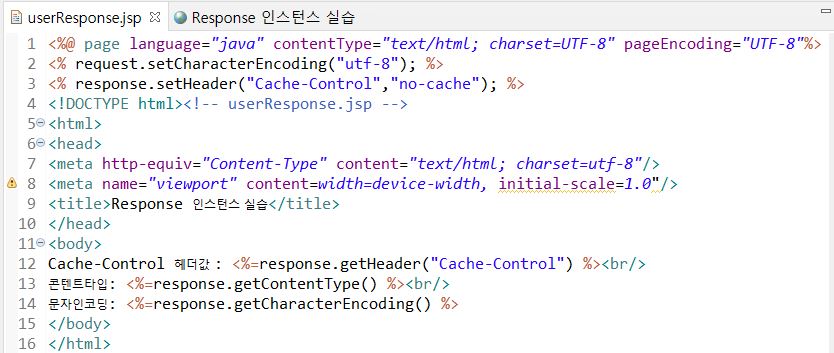 userResponse.jsp Response 인스턴스 실습
1 <%@ page language="java" contentType="text/html; charset=UTF-8" pageEncoding="UTF-8"%>
2 <% request.setCharacterEncoding("utf-8"); %>
3 <% response.setHeader("Cache-Control","no-cache"); %>
4 <!DOCTYPE html><!-- userResponse.jsp -->
5 <html>
6 <head>
7 <meta http-equiv="Content-Type" content="text/html; charset=utf-8"/>
8 <meta name="viewport" content=width=device-width, initial-scale=1.0"/>
9 <title>Response 인스턴스 실습</title>
10 </head>
11 <body>
12 Cache-Control 헤더값 : <%=response.getHeader("Cache-Control") %><br/>
13 콘텐트타입: <%=response.getContentType() %><br/>
14 문자인코딩: <%=response.getCharacterEncoding() %>
15 </body>
16 </html>